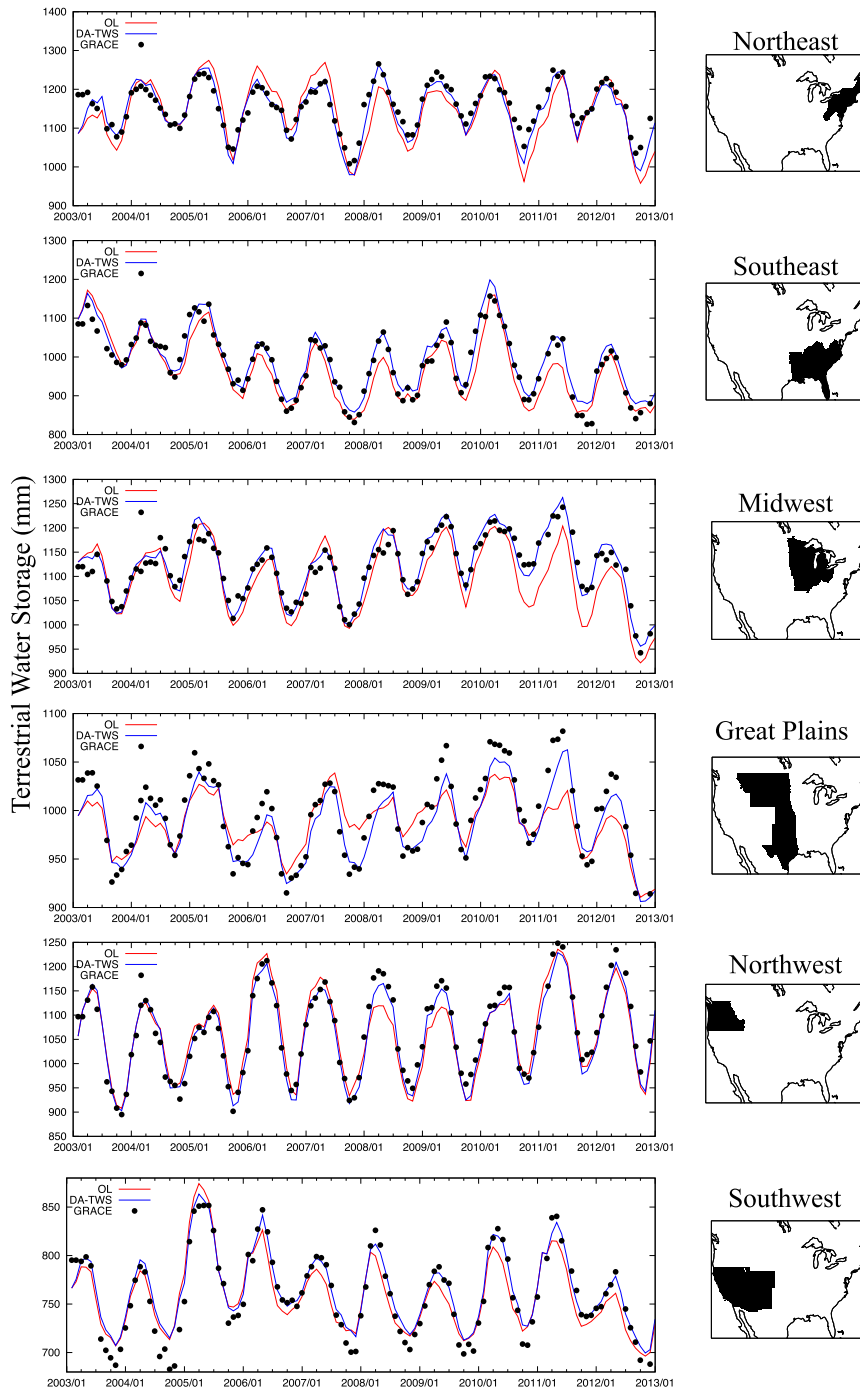 Terrestrial Water Storage (mm)
OL
DA-TWS
GRACE
1400
1300
1200
1100
1000
900
2003/01 2004/01 2005/01 2006/01 2007/01 2008/01 2009/01 2010/01 2011/01 2012/01 2013/01
Northeast
OL
DA-TWS
GRACE
1300
1200
1100
1000
900
800
2003/01 2004/01 2005/01 2006/01 2007/01 2008/01 2009/01 2010/01 2011/01 2012/01 2013/01
Southeast
OL
DA-TWS
GRACE
1300
1250
1200
1150
1100
1050
1000
950
900
2003/01 2004/01 2005/01 2006/01 2007/01 2008/01 2009/01 2010/01 2011/01 2012/01 2013/01
Midwest
OL
DA-TWS
GRACE
1100
1050
1000
950
900
2003/01 2004/01 2005/01 2006/01 2007/01 2008/01 2009/01 2010/01 2011/01 2012/01 2013/01
Great Plains
OL
DA-TWS
GRACE
1250
1200
1150
1100
1050
1000
950
900
850
2003/01 2004/01 2005/01 2006/01 2007/01 2008/01 2009/01 2010/01 2011/01 2012/01 2013/01
Northwest
OL
DA-TWS
GRACE
850
800
750
700
2003/01 2004/01 2005/01 2006/01 2007/01 2008/01 2009/01 2010/01 2011/01 2012/01 2013/01
Southwest